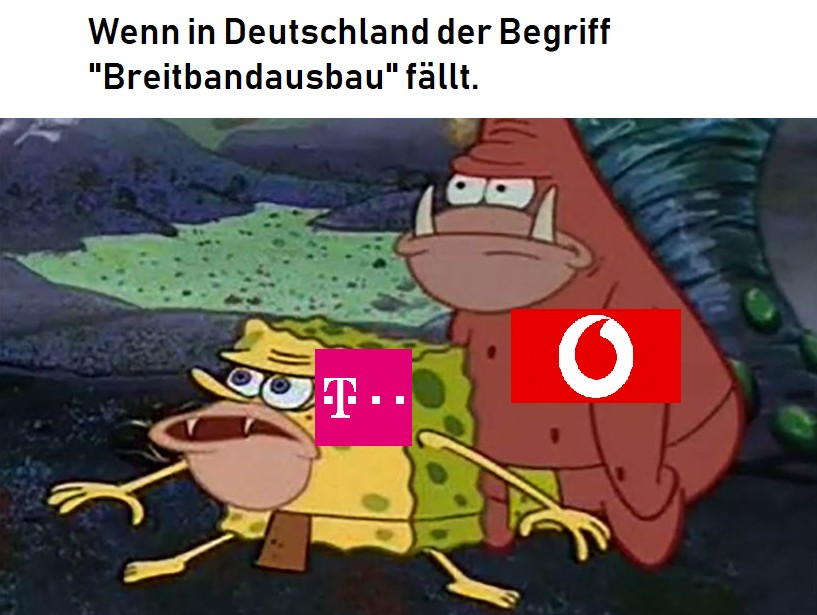 Wenn in Deutschland der Begriff
"Breitbandausbau" fällt.
T··